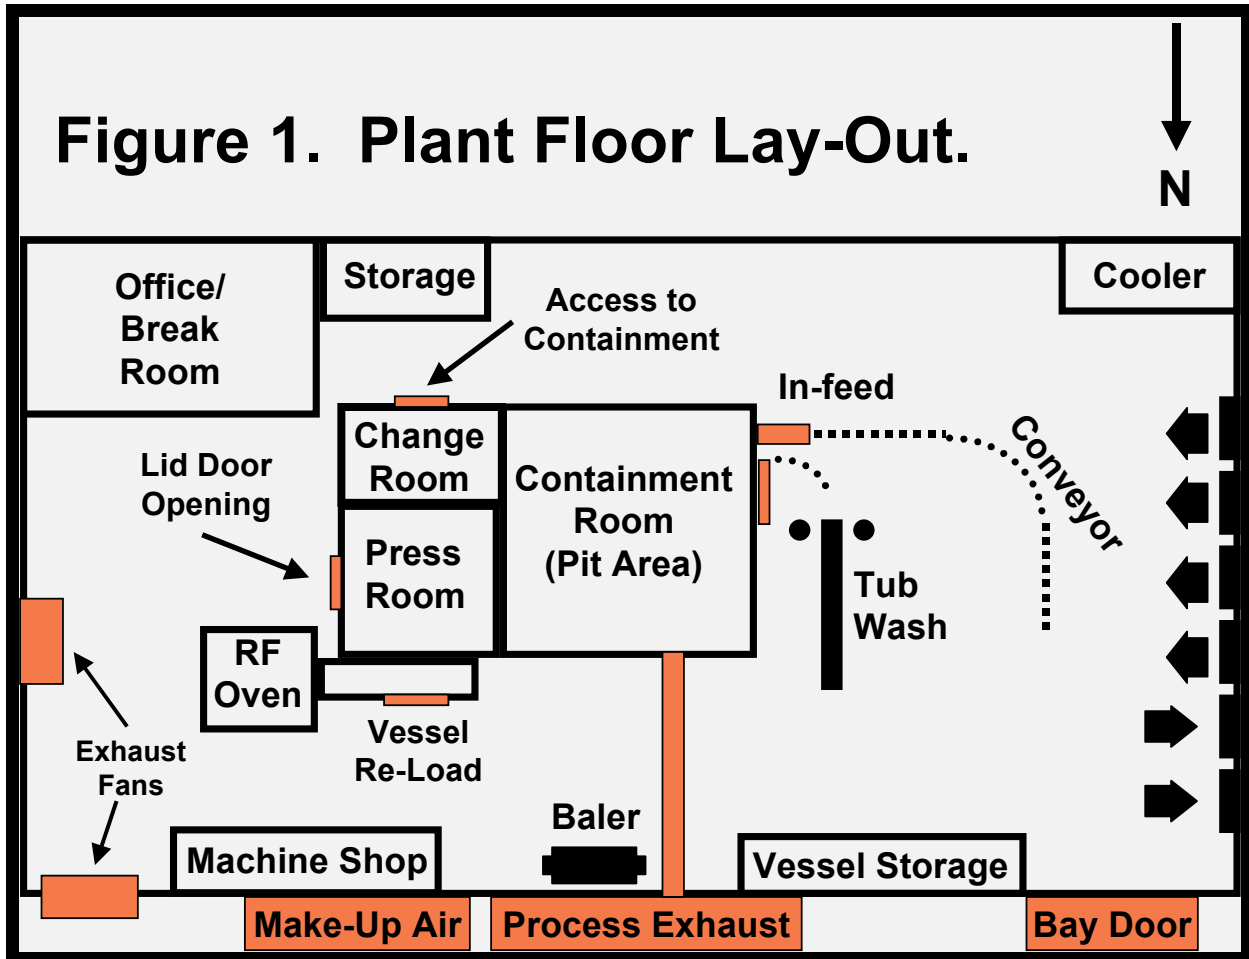 Figure 1.  Plant Floor Lay-Out.
N
Office/
Break
Room
Storage
Cooler
Access to
Containment
In-feed
Conveyor
Change
Room
Lid Door
Opening
Containment
Room
(Pit Area)
Press
Room
Tub
Wash
RF
Oven
Vessel
Re-Load
Exhaust
Fans
Baler
Machine Shop
Vessel Storage
Make-Up Air
Process Exhaust
Bay Door